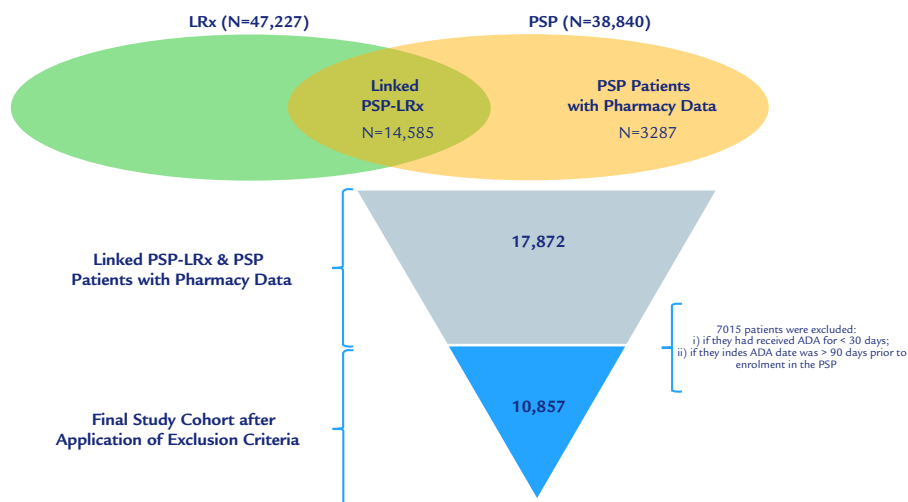 LRx (N=47,227)
PSP (N=38,840)
Linked
PSP-LRx
N=14,585
PSP Patients
with Pharmacy Data
N=3287
17,872
Linked PSP-LRx & PSP
Patients with Pharmacy Data
7015 patients were excluded:
i) if they had received ADA for < 30 days;
ii) if they indes ADA date was > 90 days prior to
enrolment in the PSP
10,857
Final Study Cohort after
Application of Exclusion Criteria